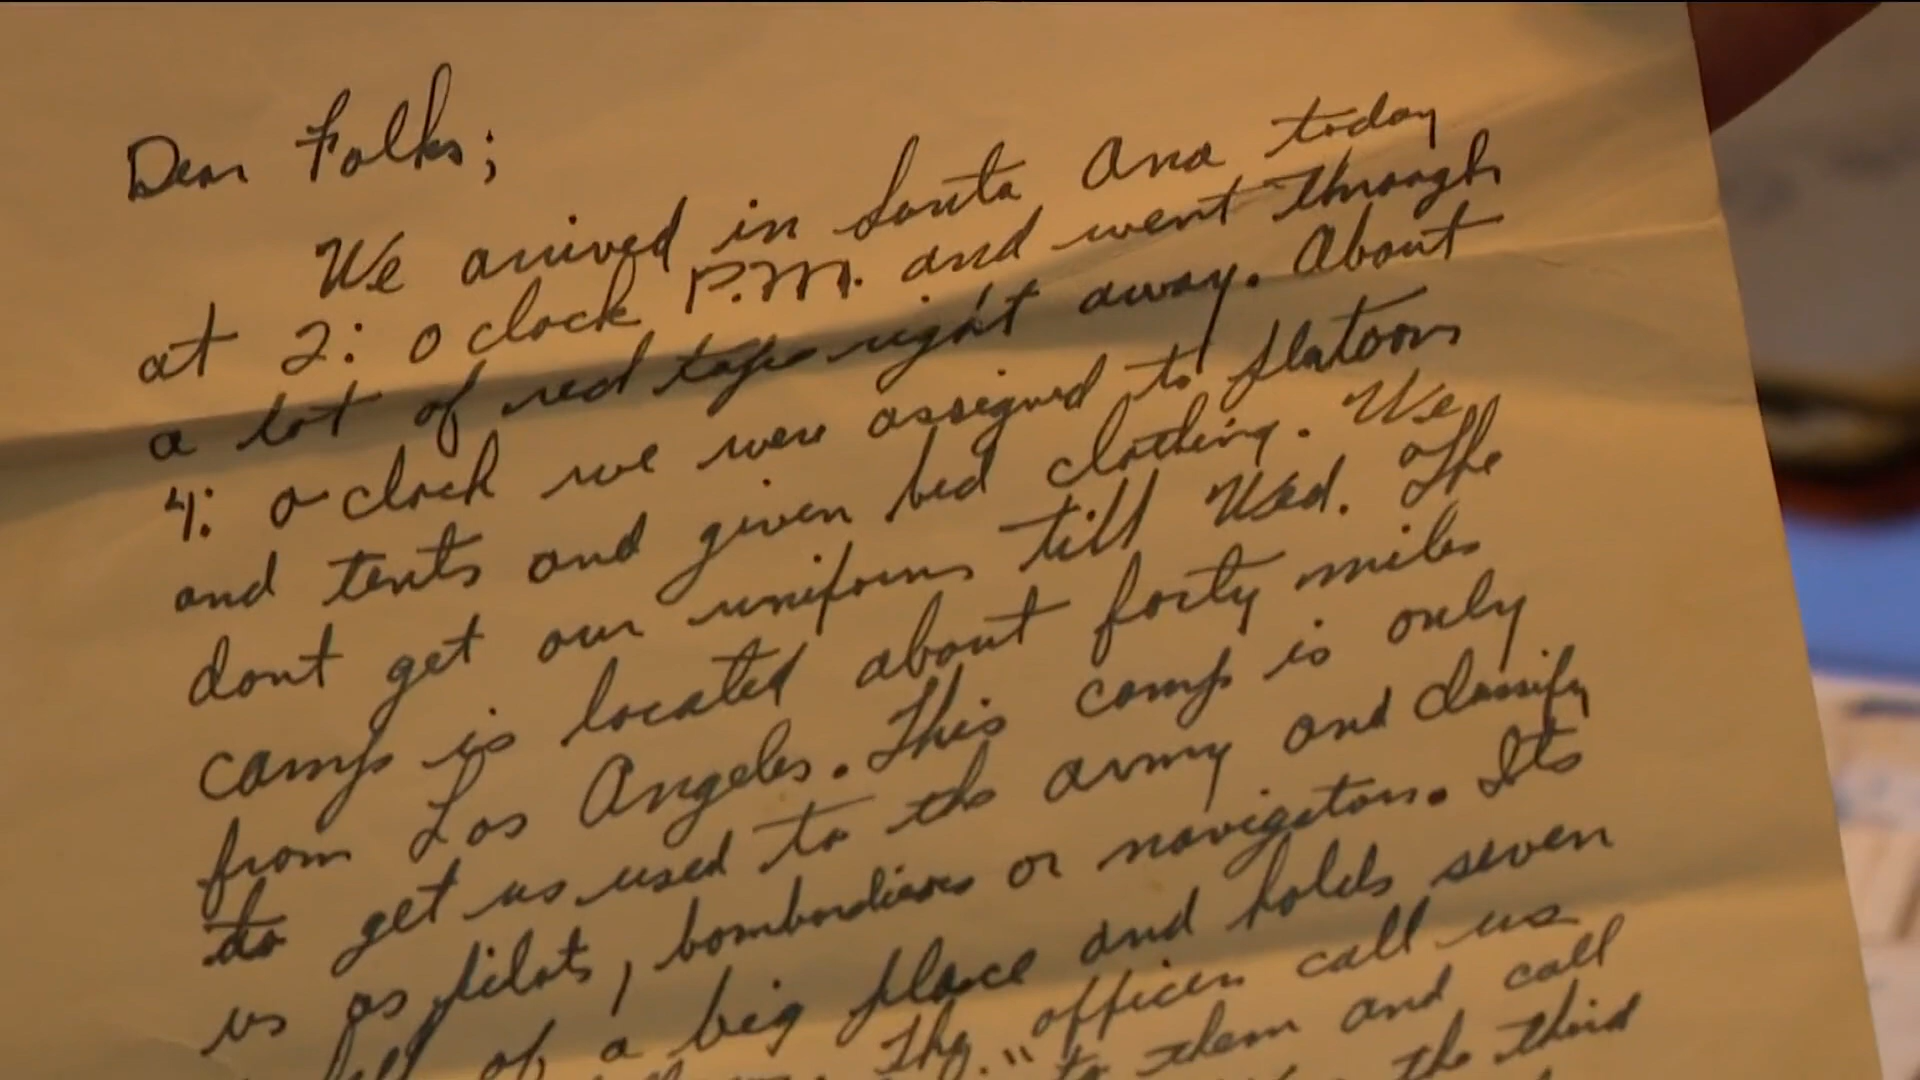 Dear Folks;
We arrived in Santa Ana today
at 2: o clock P.M. and went through
a lot of red tape right away. About
4: o clock we were assigned to platoons
and tents and given bed clothing. We
dont get our uniforms till Wed. The
camp is located about forty miles
from Los Angeles. This camp is only
to get us used to the army and classify
us as pilots, bombardiers or navigators. Its
of a big place and holds seven
The officers call us
to them and call
the third